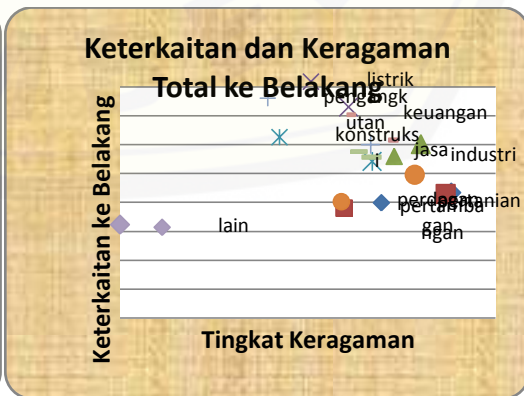 Keterkaitan dan Keragaman
Total ke Belakang
listrik
pengangk
utan
keuangan
konstruks
i
jasa
industri
perdagan
gan
pertanian
pertamba
ngan
lain
Keterkaitan ke Belakang
Tingkat Keragaman